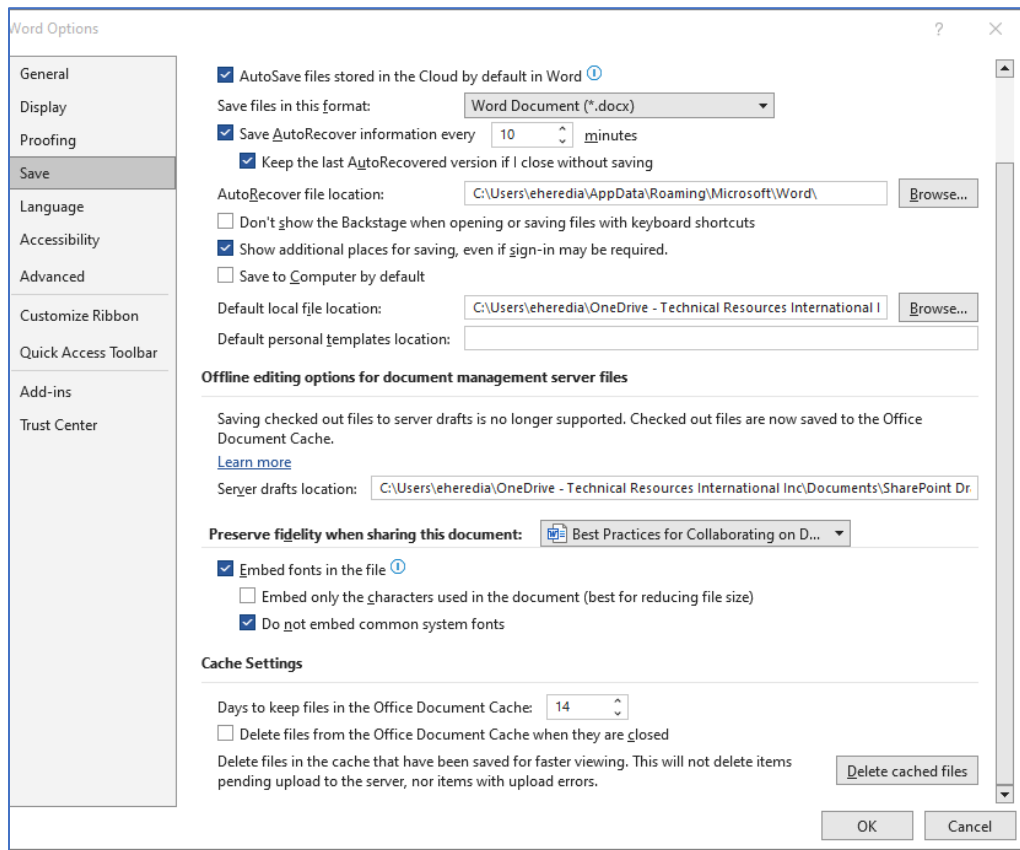 Word Options
?
General
Display
Proofing
Save
Language
Accessibility
Advanced
Customize Ribbon
Quick Access Toolbar
Add-ins
Trust Center
AutoSave files stored in the Cloud by default in Word
Save files in this format: Word Document (*.docx)
Save AutoRecover information every 10 minutes
Keep the last AutoRecovered version if I close without saving
AutoRecover file location: C:\Users\eheredia\AppData\Roaming\Microsoft\Word\ Browse...
Don't show the Backstage when opening or saving files with keyboard shortcuts
Show additional places for saving, even if sign-in may be required.
Save to Computer by default
Default local file location: C:\Users\eheredia\OneDrive - Technical Resources International I Browse...
Default personal templates location:
Offline editing options for document management server files
Saving checked out files to server drafts is no longer supported. Checked out files are now saved to the Office
Document Cache.
Learn more
Server drafts location: C:\Users\eheredia\OneDrive - Technical Resources International Inc\Documents\SharePoint Dr
Preserve fidelity when sharing this document: Best Practices for Collaborating on D...
Embed fonts in the file
Embed only the characters used in the document (best for reducing file size)
Do not embed common system fonts
Cache Settings
Days to keep files in the Office Document Cache: 14
Delete files from the Office Document Cache when they are closed
Delete files in the cache that have been saved for faster viewing. This will not delete items
pending upload to the server, nor items with upload errors.
Delete cached files
OK Cancel